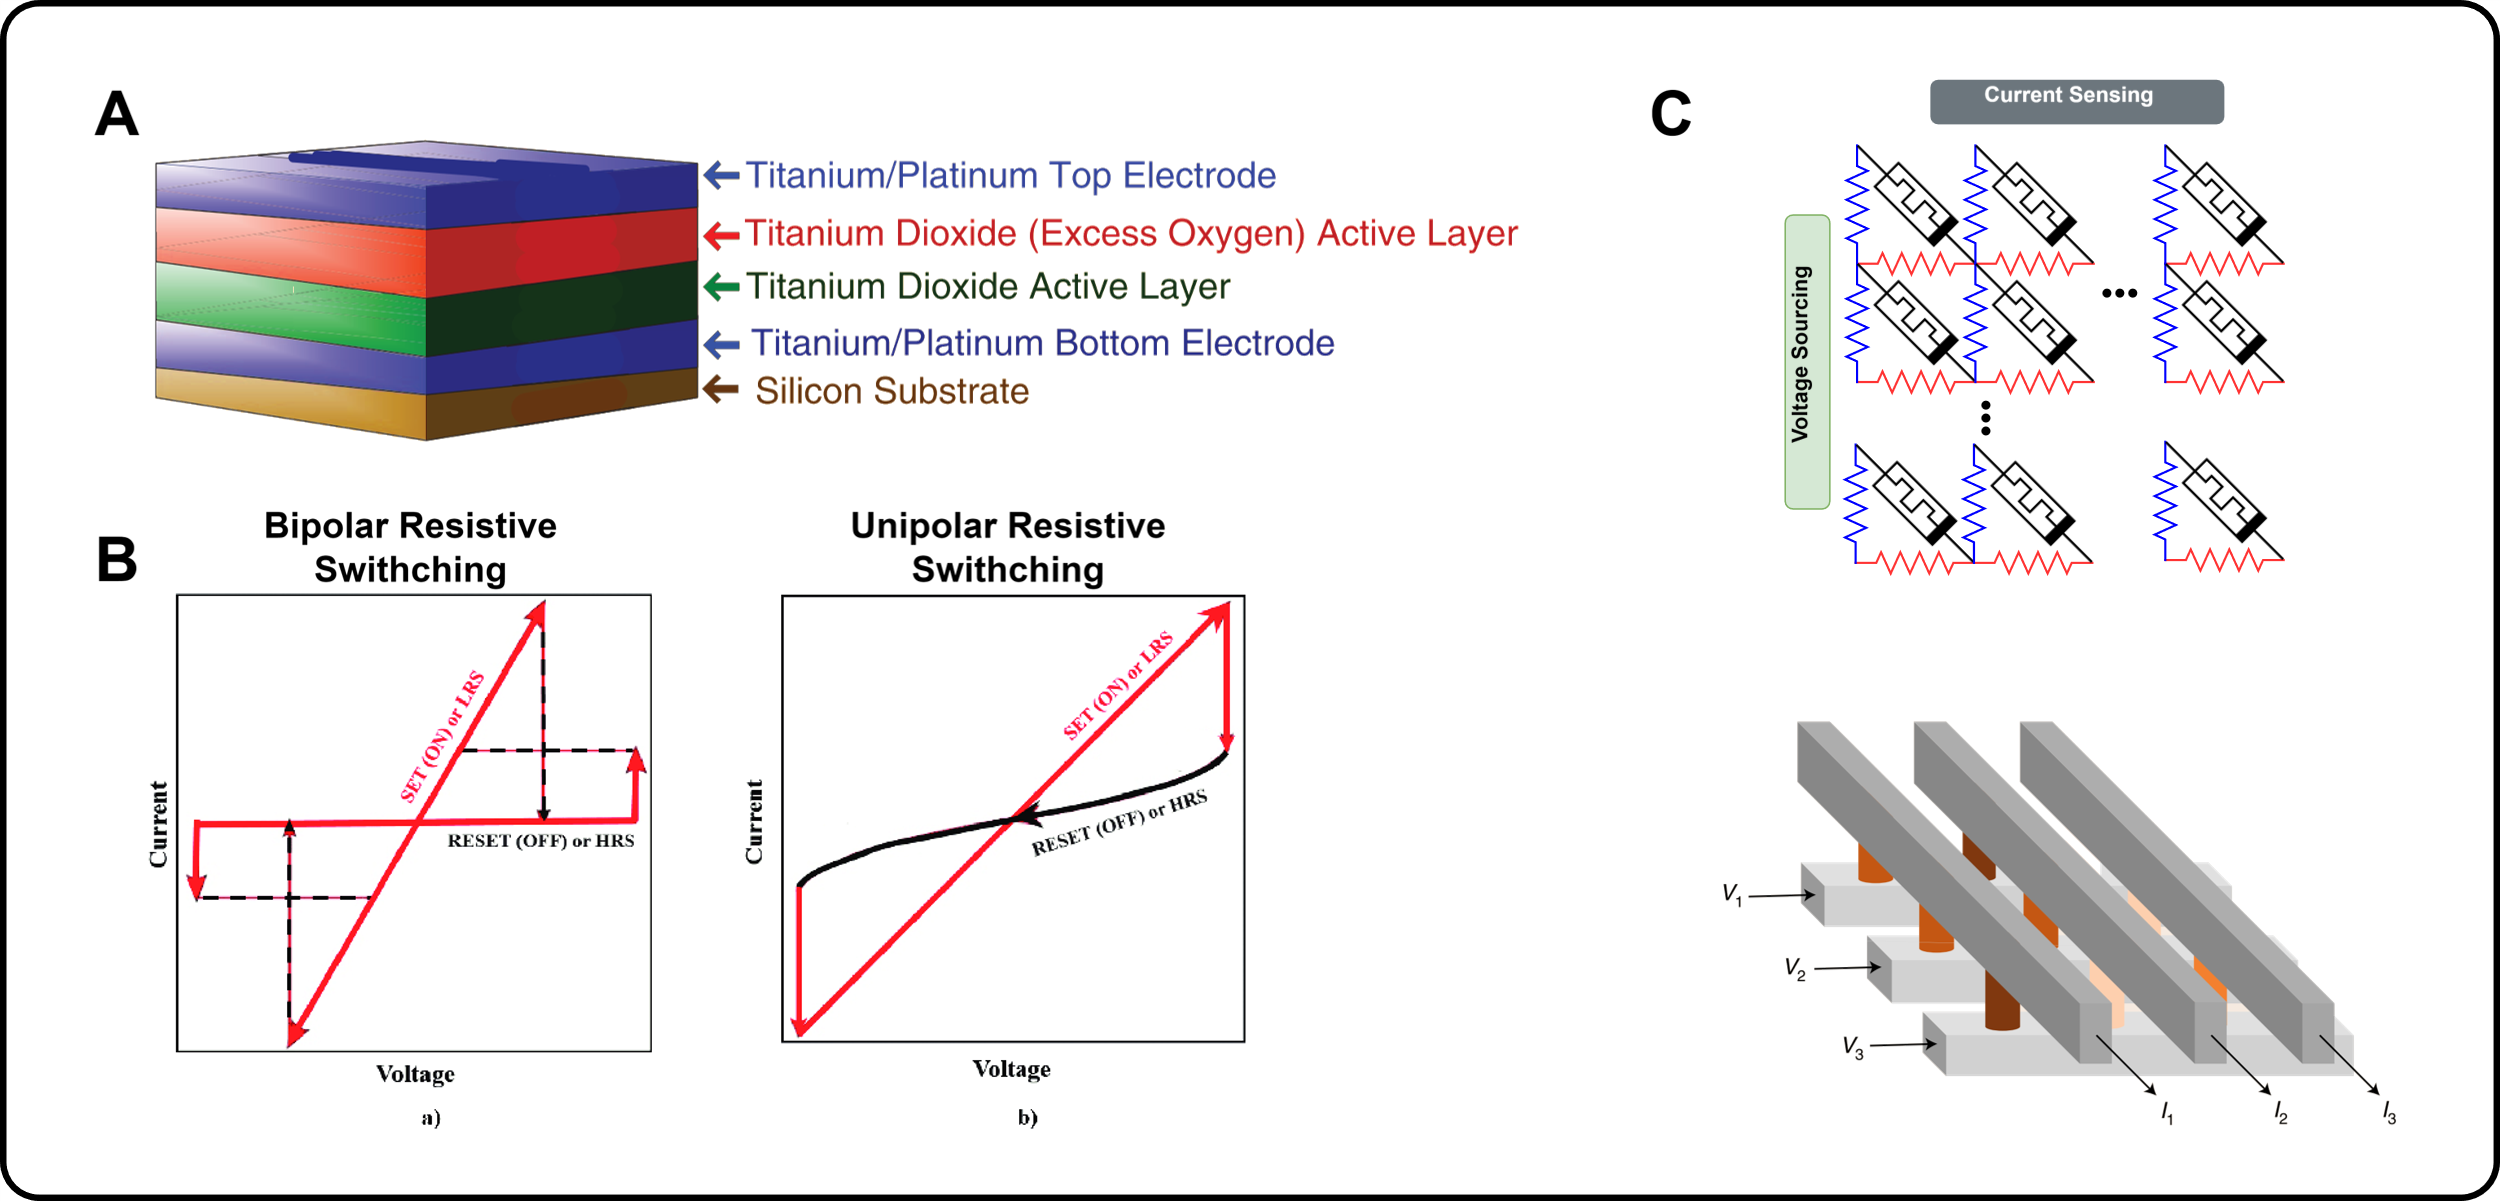 A
Titanium/Platinum Top Electrode
Titanium Dioxide (Excess Oxygen) Active Layer
Titanium Dioxide Active Layer
Titanium/Platinum Bottom Electrode
Silicon Substrate
B
Bipolar Resistive
Swithching
SET (ON) or LRS
RESET (OFF) or HRS
Current
Voltage
a)
Unipolar Resistive
Swithching
SET (ON) or LRS
RESET (OFF) or HRS
Current
Voltage
b)
C
Current Sensing
Voltage Sourcing
V1
V2
V3
I1
I2
I3